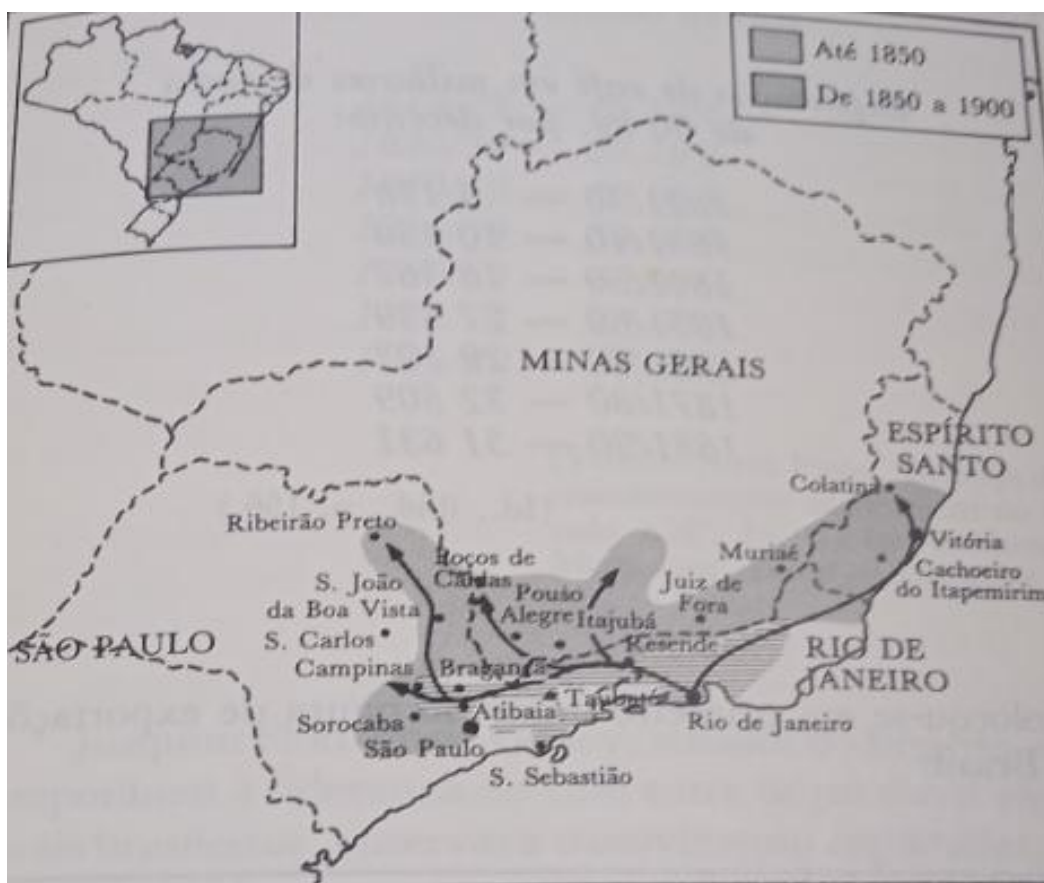 Até 1850
De 1850 a 1900
MINAS GERAIS
ESPÍRITO
SANTO
Colatina
Ribeirão Preto
Vitória
Poços de
Caldas
Muriaé
Cachoeiro
do Itapemirim
S. João
da Boa Vista
Pouso
Alegre
Itajubá
Juiz de
Fora
S. Carlos
SÃO PAULO
Resende
RIO DE
JANEIRO
Campinas
Bragança
Taubaté
Sorocaba
Atibaia
Rio de Janeiro
São Paulo
S. Sebastião